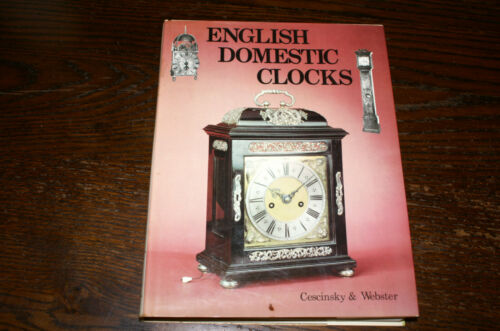 ENGLISH
DOMESTIC
CLOCKS
Cescinsky & Webster